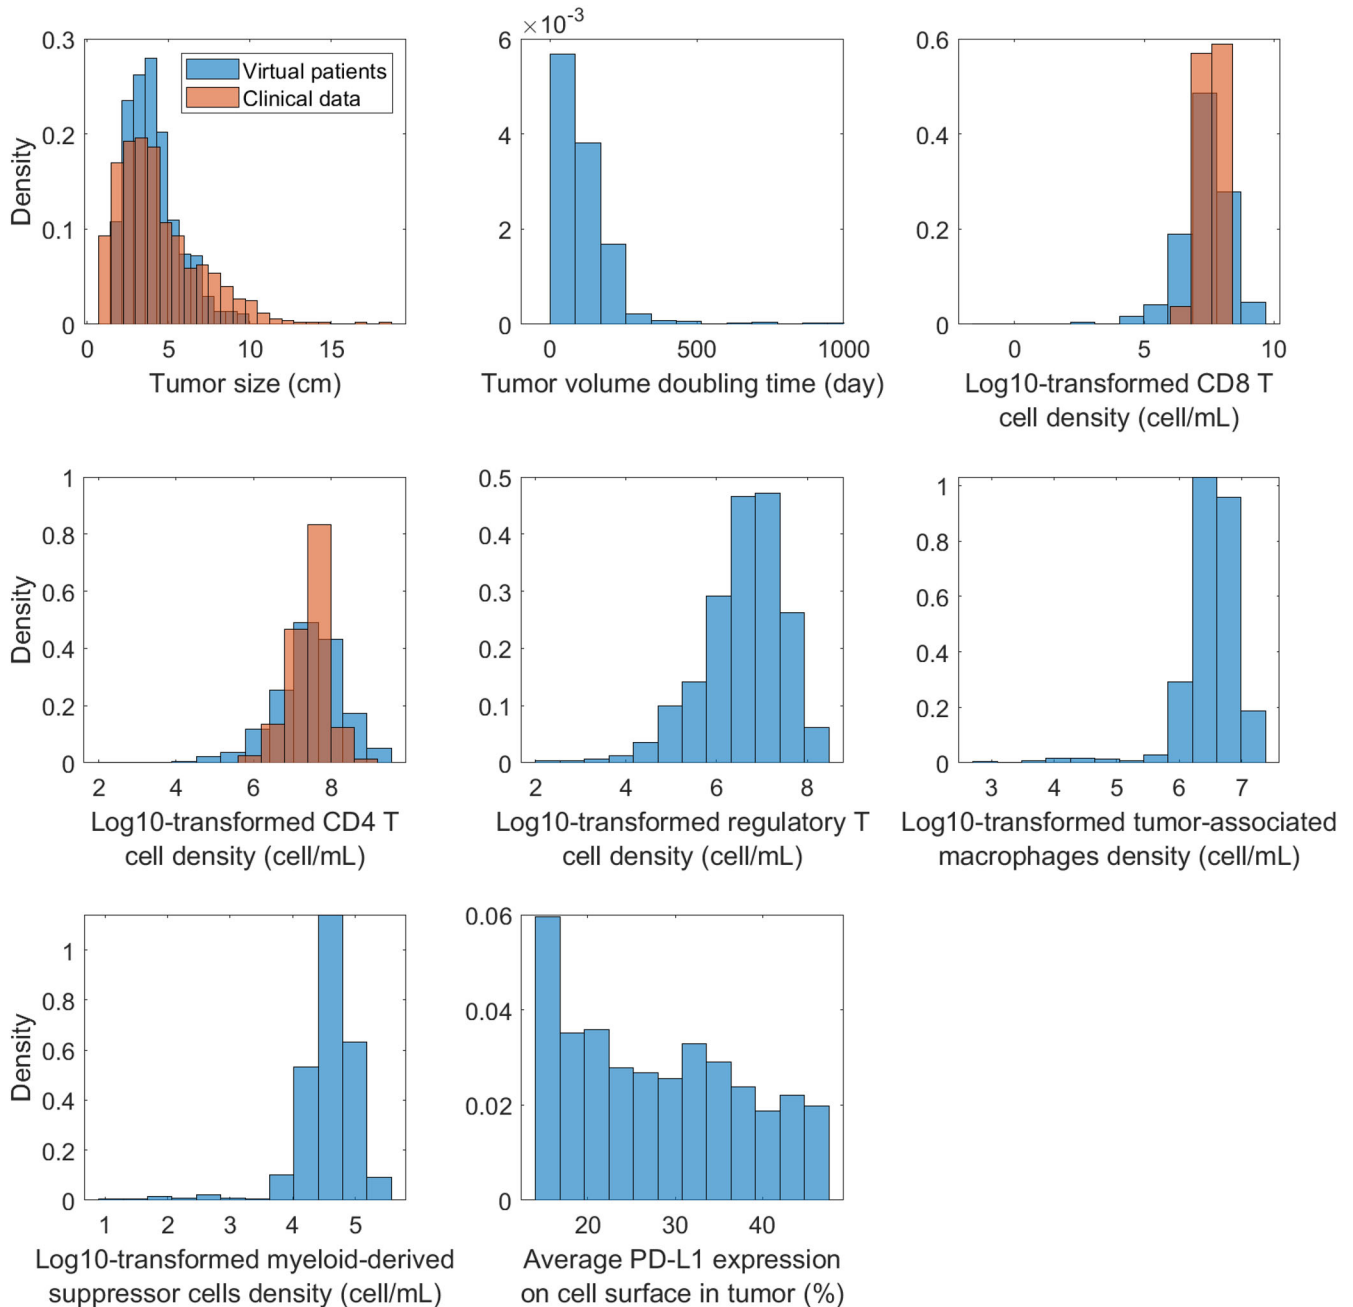 0.3
0.2
0.1
0
Density
Virtual patients
Clinical data
0 5 10 15
Tumor size (cm)
×10-3
6
4
2
0
0 500 1000
Tumor volume doubling time (day)
0.6
0.4
0.2
0
0 5 10
Log10-transformed CD8 T
cell density (cell/mL)
1
0.8
0.6
0.4
0.2
0
Density
2 4 6 8
Log10-transformed CD4 T
cell density (cell/mL)
0.5
0.4
0.3
0.2
0.1
0
2 4 6 8
Log10-transformed regulatory T
cell density (cell/mL)
1
0.8
0.6
0.4
0.2
0
3 4 5 6 7
Log10-transformed tumor-associated
macrophages density (cell/mL)
1
0.8
0.6
0.4
0.2
0
Density
1 2 3 4 5
Log10-transformed myeloid-derived
suppressor cells density (cell/mL)
0.06
0.04
0.02
0
20 30 40
Average PD-L1 expression
on cell surface in tumor (%)